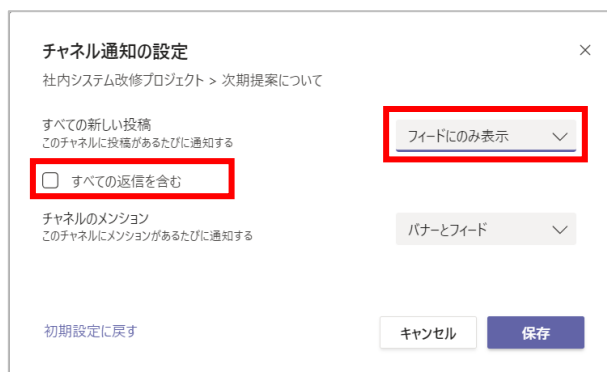 チャネル通知の設定
社内システム改修プロジェクト > 次期提案について
すべての新しい投稿
このチャネルに投稿があるたびに通知する
フィードにのみ表示
すべての返信を含む
チャネルのメンション
このチャネルにメンションがあるたびに通知する
バナーとフィード
初期設定に戻す
キャンセル
保存